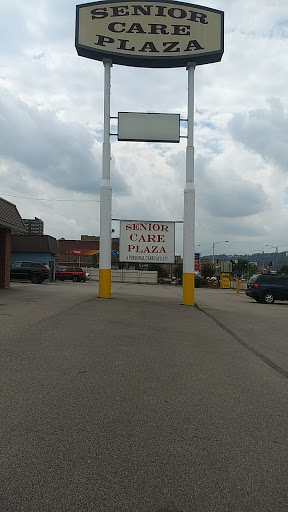 SENIOR
CARE
PLAZA
SENIOR
CARE
PLAZA
A PERSONAL CARE FACILITY